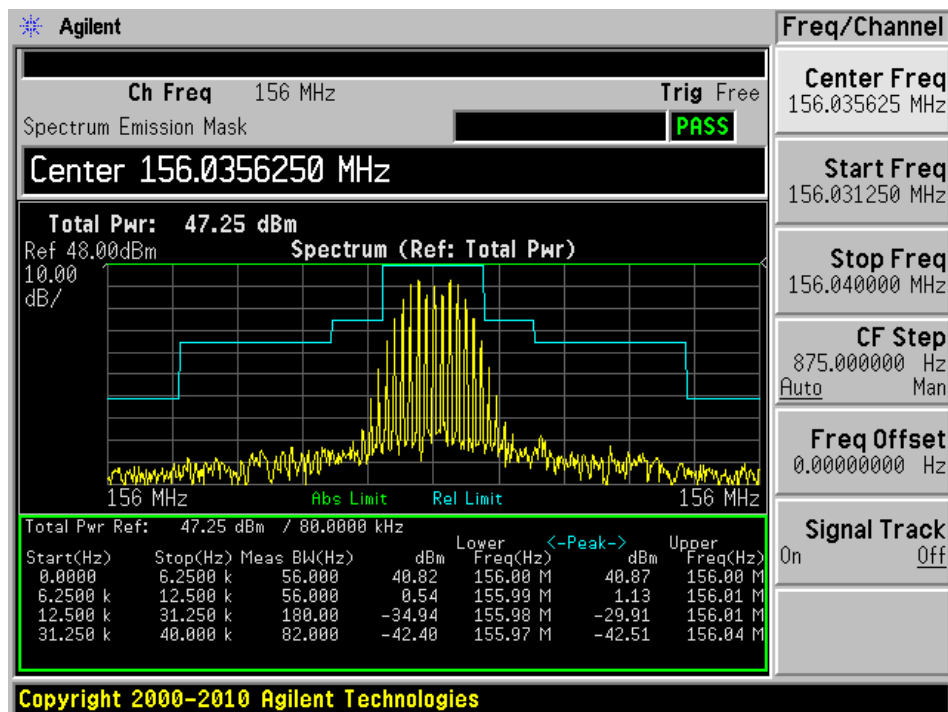 Agilent
Freq/Channel
Ch Freq 156 MHz Trig Free
Spectrum Emission Mask PASS
Center 156.0356250 MHz
Total Pwr: 47.25 dBm
Ref 48.00dBm Spectrum (Ref: Total Pwr)
10.00
dB/
156 MHz Abs Limit Rel Limit 156 MHz
Total Pwr Ref: 47.25 dBm / 80.0000 kHz
Lower <-Peak-> Upper
Start(Hz) Stop(Hz) Meas BW(Hz) dBm Freq(Hz) dBm Freq(Hz)
0.0000 6.2500 k 56.000 40.82 156.00 M 40.87 156.00 M
6.2500 k 12.500 k 56.000 0.54 155.99 M 1.13 156.01 M
12.500 k 31.250 k 180.00 -34.94 155.98 M -29.91 156.01 M
31.250 k 40.000 k 82.000 -42.40 155.97 M -42.51 156.04 M
Center Freq
156.035625 MHz
Start Freq
156.031250 MHz
Stop Freq
156.040000 MHz
CF Step
875.000000 Hz
Auto Man
Freq Offset
0.00000000 Hz
Signal Track
On Off
Copyright 2000-2010 Agilent Technologies